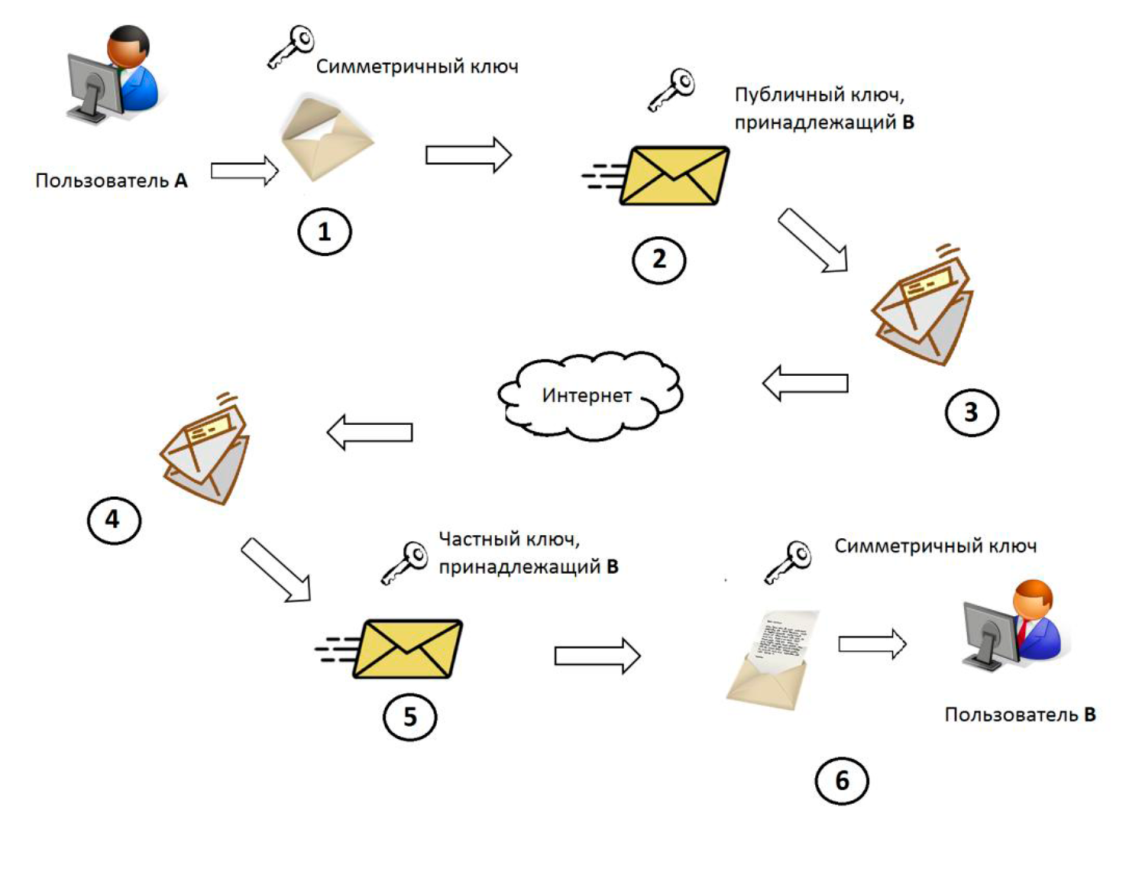 Симметричный ключ
Публичный ключ,
принадлежащий B
Пользователь A
1
2
3
Интернет
4
Частный ключ,
принадлежащий B
Симметричный ключ
5
Пользователь B
6